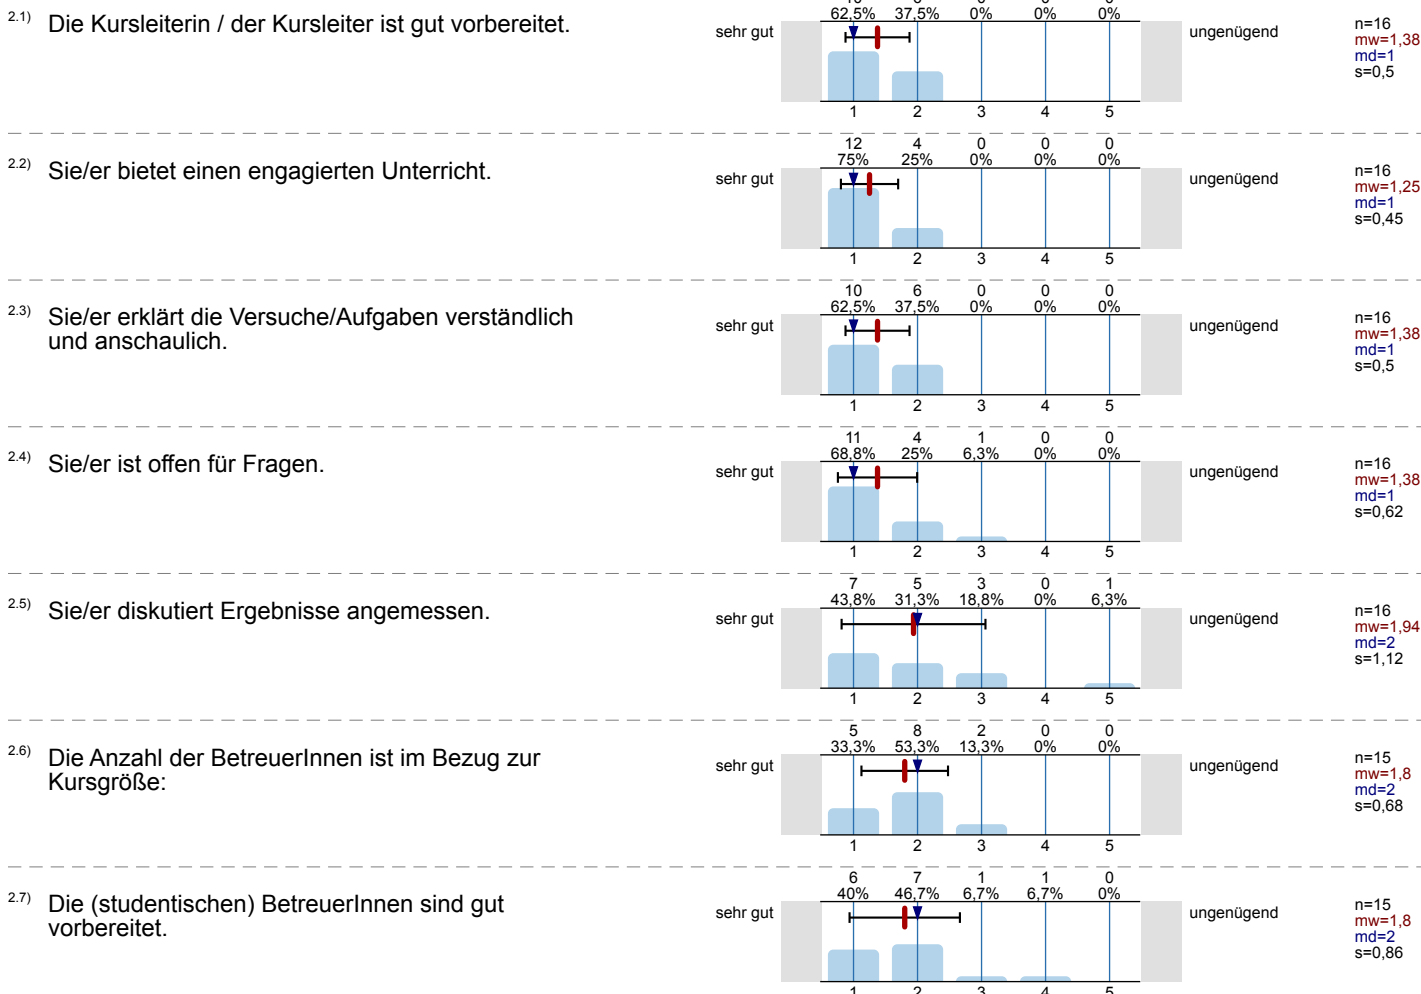 2.1) Die Kursleiterin / der Kursleiter ist gut vorbereitet.
62,5% 37,5% 0% 0% 0%
sehr gut
ungenügend
n=16
mw=1,38
md=1
s=0,5
1 2 3 4 5
2.2) Sie/er bietet einen engagierten Unterricht.
12 4 0 0 0
75% 25% 0% 0% 0%
sehr gut
ungenügend
n=16
mw=1,25
md=1
s=0,45
1 2 3 4 5
2.3) Sie/er erklärt die Versuche/Aufgaben verständlich
und anschaulich.
10 6 0 0 0
62,5% 37,5% 0% 0% 0%
sehr gut
ungenügend
n=16
mw=1,38
md=1
s=0,5
1 2 3 4 5
2.4) Sie/er ist offen für Fragen.
11 4 1 0 0
68,8% 25% 6,3% 0% 0%
sehr gut
ungenügend
n=16
mw=1,38
md=1
s=0,62
1 2 3 4 5
2.5) Sie/er diskutiert Ergebnisse angemessen.
7 5 3 0 1
43,8% 31,3% 18,8% 0% 6,3%
sehr gut
ungenügend
n=16
mw=1,94
md=2
s=1,12
1 2 3 4 5
2.6) Die Anzahl der BetreuerInnen ist im Bezug zur
Kursgröße:
5 8 2 0 0
33,3% 53,3% 13,3% 0% 0%
sehr gut
ungenügend
n=15
mw=1,8
md=2
s=0,68
1 2 3 4 5
2.7) Die (studentischen) BetreuerInnen sind gut
vorbereitet.
6 7 1 1 0
40% 46,7% 6,7% 6,7% 0%
sehr gut
ungenügend
n=15
mw=1,8
md=2
s=0,86
1 2 3 4 5